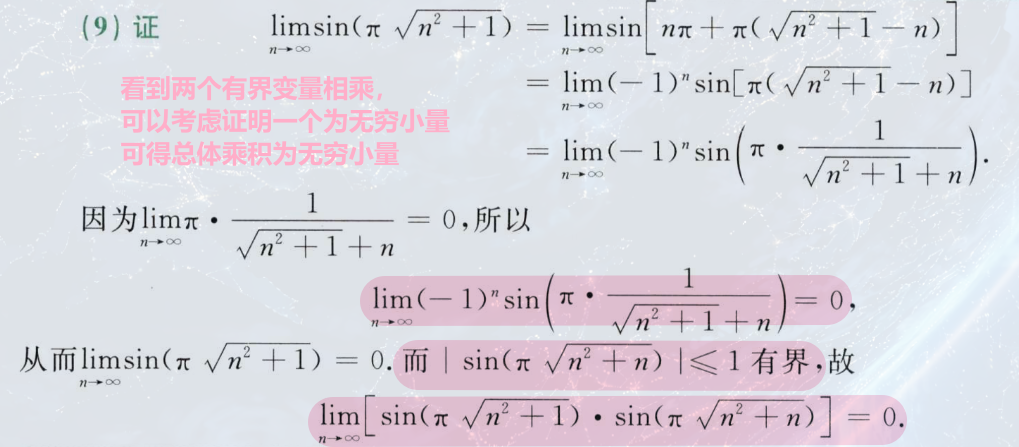 (9) 证 $\lim\limits_{n\to\infty}\sin(\pi\sqrt{n^2+1}) = \lim\limits_{n\to\infty}\sin\left[n\pi+\pi(\sqrt{n^2+1}-n)\right]$
看到两个有界变量相乘,
$= \lim\limits_{n\to\infty}(-1)^n\sin[\pi(\sqrt{n^2+1}-n)]$
可以考虑证明一个为无穷小量
可得总体乘积为无穷小量
$= \lim\limits_{n\to\infty}(-1)^n\sin\left(\pi\cdot\frac{1}{\sqrt{n^2+1}+n}\right).$
因为$\lim\limits_{n\to\infty}\pi\cdot\frac{1}{\sqrt{n^2+1}+n} = 0$,所以
$\lim\limits_{n\to\infty}(-1)^n\sin\left(\pi\cdot\frac{1}{\sqrt{n^2+1}+n}\right) = 0,$
从而$\lim\limits_{n\to\infty}\sin(\pi\sqrt{n^2+1}) = 0.$而$|\sin(\pi\sqrt{n^2+n})|\leqslant 1$有界,故
$\lim\limits_{n\to\infty}\left[\sin(\pi\sqrt{n^2+1})\cdot\sin(\pi\sqrt{n^2+n})\right] = 0.$